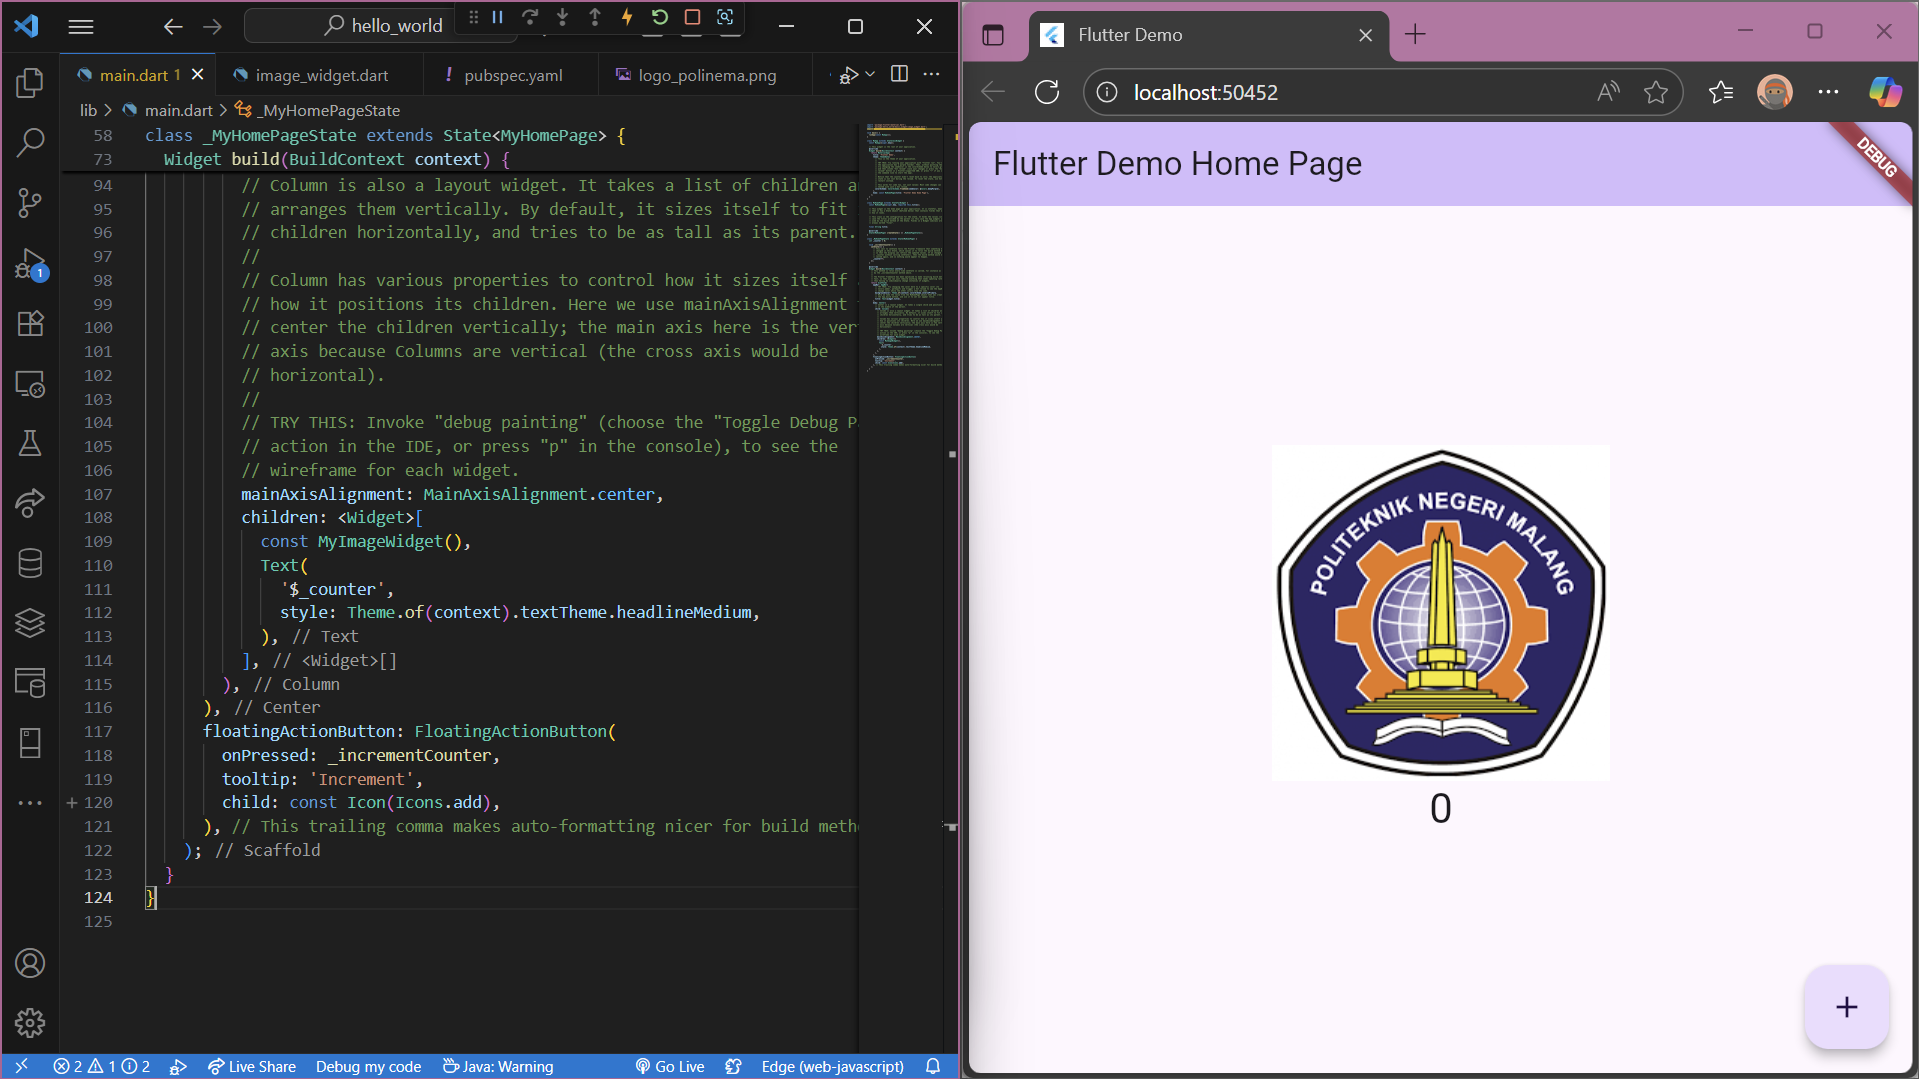 hello_world
main.dart 1
image_widget.dart
pubspec.yaml
logo_polinema.png
lib > main.dart > _MyHomePageState
58 class _MyHomePageState extends State<MyHomePage> {
73 Widget build(BuildContext context) {
94 // Column is also a layout widget. It takes a list of children a
95 // arranges them vertically. By default, it sizes itself to fit
96 // children horizontally, and tries to be as tall as its parent.
97 //
98 // Column has various properties to control how it sizes itself
99 // how it positions its children. Here we use mainAxisAlignment
100 // center the children vertically; the main axis here is the ver
101 // axis because Columns are vertical (the cross axis would be
102 // horizontal).
103 //
104 // TRY THIS: Invoke "debug painting" (choose the "Toggle Debug P
105 // action in the IDE, or press "p" in the console), to see the
106 // wireframe for each widget.
107 mainAxisAlignment: MainAxisAlignment.center,
108 children: <Widget>[
109 const MyImageWidget(),
110 Text(
111 '$_counter',
112 style: Theme.of(context).textTheme.headlineMedium,
113 ), // Text
114 ], // <Widget>[]
115 ), // Column
116 ), // Center
117 floatingActionButton: FloatingActionButton(
118 onPressed: _incrementCounter,
119 tooltip: 'Increment',
120 child: const Icon(Icons.add),
121 ), // This trailing comma makes auto-formatting nicer for build meth
122 ); // Scaffold
123 }
124 }
125
1
2 1 2
Live Share
Debug my code
Java: Warning
Go Live
Edge (web-javascript)
Flutter Demo
localhost:50452
Flutter Demo Home Page
DEBUG
POLITEKNIK NEGERI MALANG
0
+